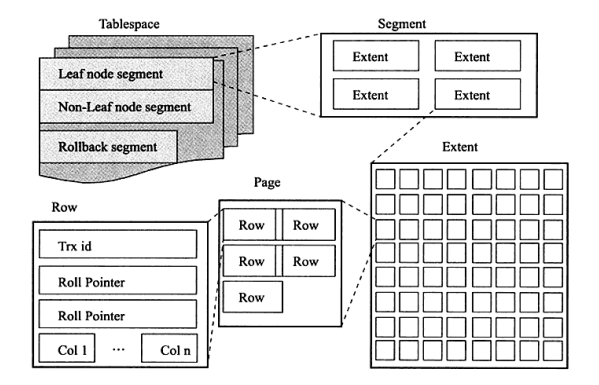 Tablespace
Leaf node segment
Non-Leaf node segment
Rollback segment
Segment
Extent Extent
Extent Extent
Extent
Page
Row Row
Row Row
Row
Row
Trx id
Roll Pointer
Roll Pointer
Col 1 ... Col n